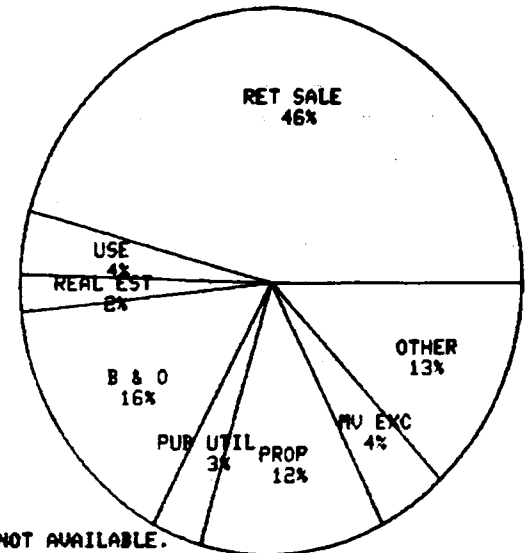 RET SALE
46%
USE
4%
REAL EST
2%
OTHER
13%
B & O
16%
MV EXC
4%
PUB UTIL
3%
PROP
12%
NOT AVAILABLE.